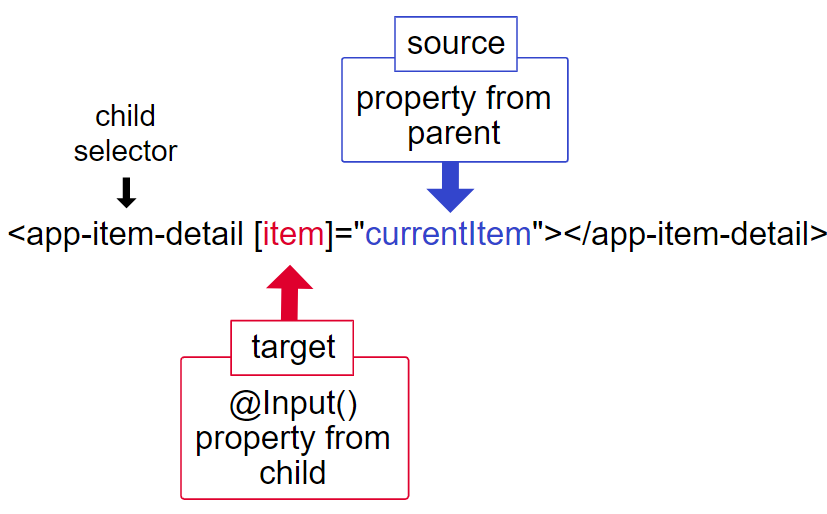 source
property from
parent
child
selector
<app-item-detail [item]="currentItem"></app-item-detail>
target
@Input()
property from
child